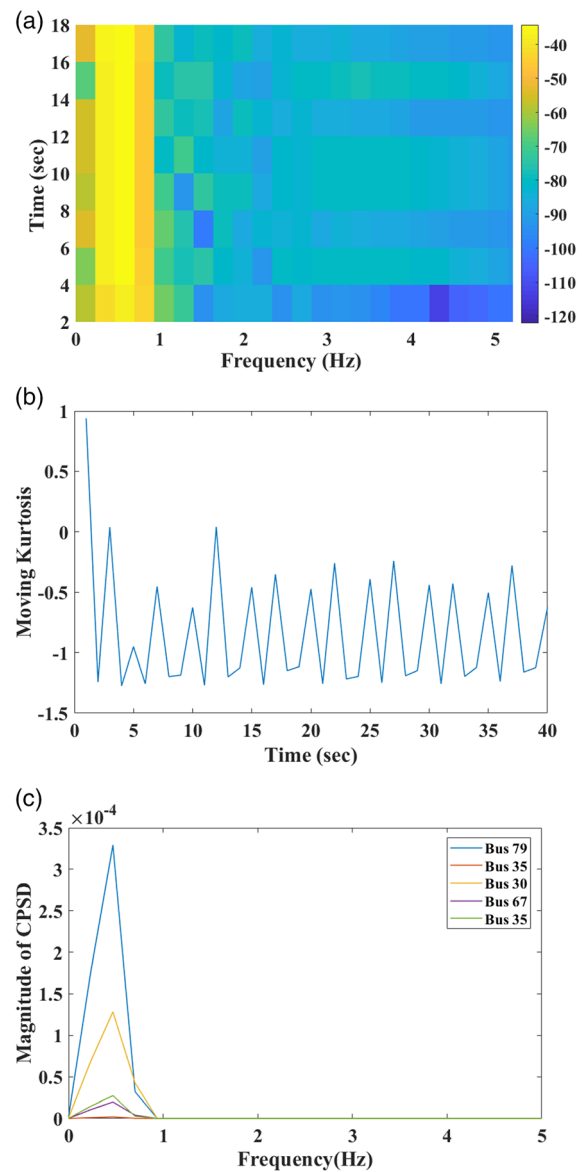 (a)
18
16
14
12
10
8
6
4
2
Time (sec)
0 1 2 3 4 5
Frequency (Hz)
-40
-50
-60
-70
-80
-90
-100
-110
-120
(b)
1
0.5
0
-0.5
-1
-1.5
Moving Kurtosis
0 5 10 15 20 25 30 35 40
Time (sec)
(c)
×10-4
3.5
3
2.5
2
1.5
1
0.5
0
Magnitude of CPSD
Bus 79
Bus 35
Bus 30
Bus 67
Bus 35
0 1 2 3 4 5
Frequency(Hz)